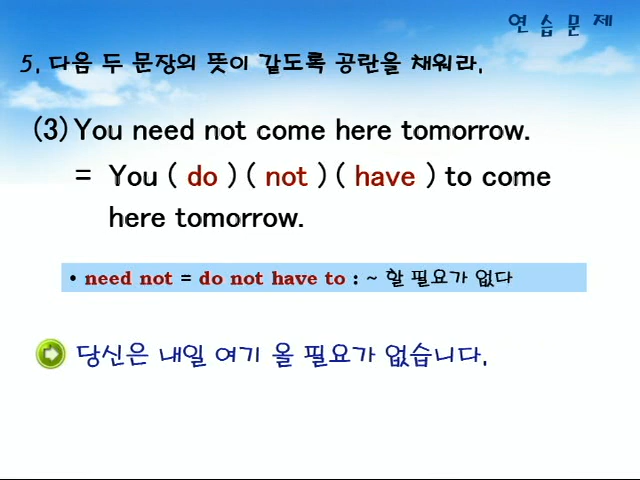 연습문제
5. 다음 두 문장의 뜻이 같도록 공란을 채워라.
(3) You need not come here tomorrow.
= You ( do ) ( not ) ( have ) to come
here tomorrow.
• need not = do not have to : ~ 할 필요가 없다
당신은 내일 여기 올 필요가 없습니다.